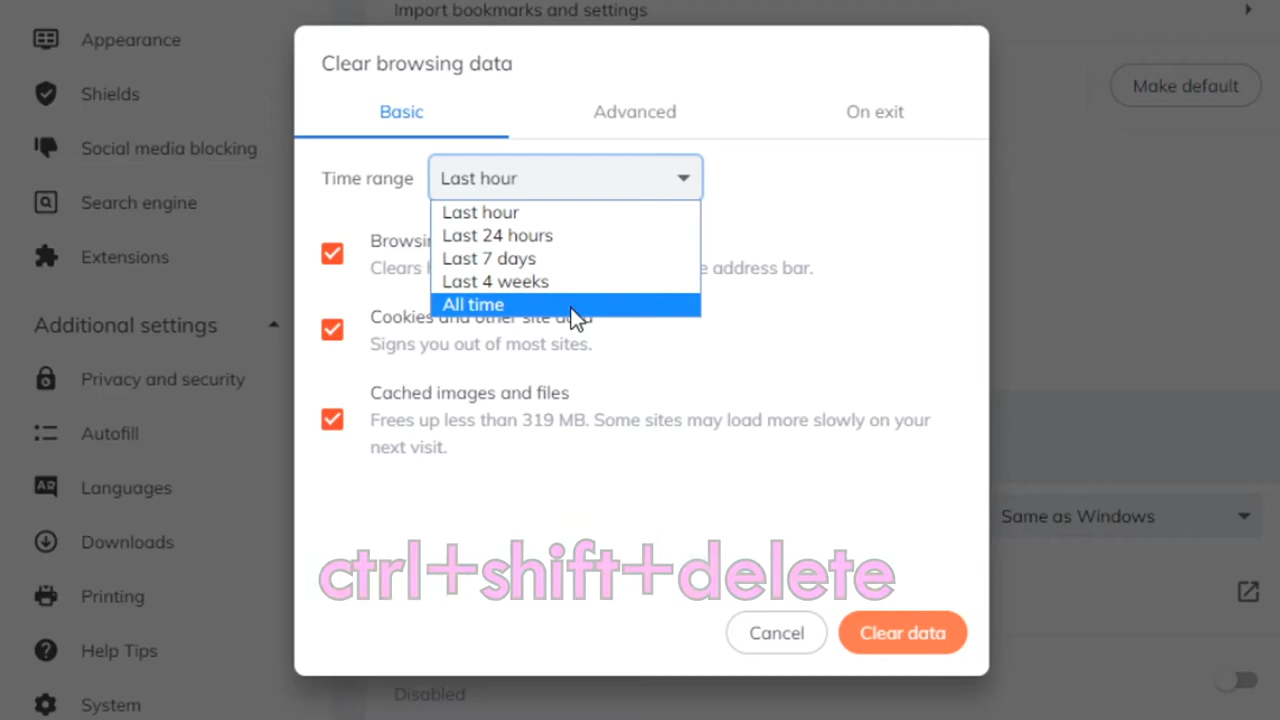 Import bookmarks and settings
Appearance
Shields
Social media blocking
Search engine
Extensions
Additional settings
Privacy and security
Autofill
Languages
Downloads
Printing
Help Tips
System
Make default
Clear browsing data
Basic Advanced On exit
Time range Last hour
Last hour
Last 24 hours
Last 7 days
Last 4 weeks
All time
Clears
address bar.
Cookies and other site data
Signs you out of most sites.
Cached images and files
Frees up less than 319 MB. Some sites may load more slowly on your
next visit.
ctrl+shift+delete
Cancel Clear data
Same as Windows
Disabled